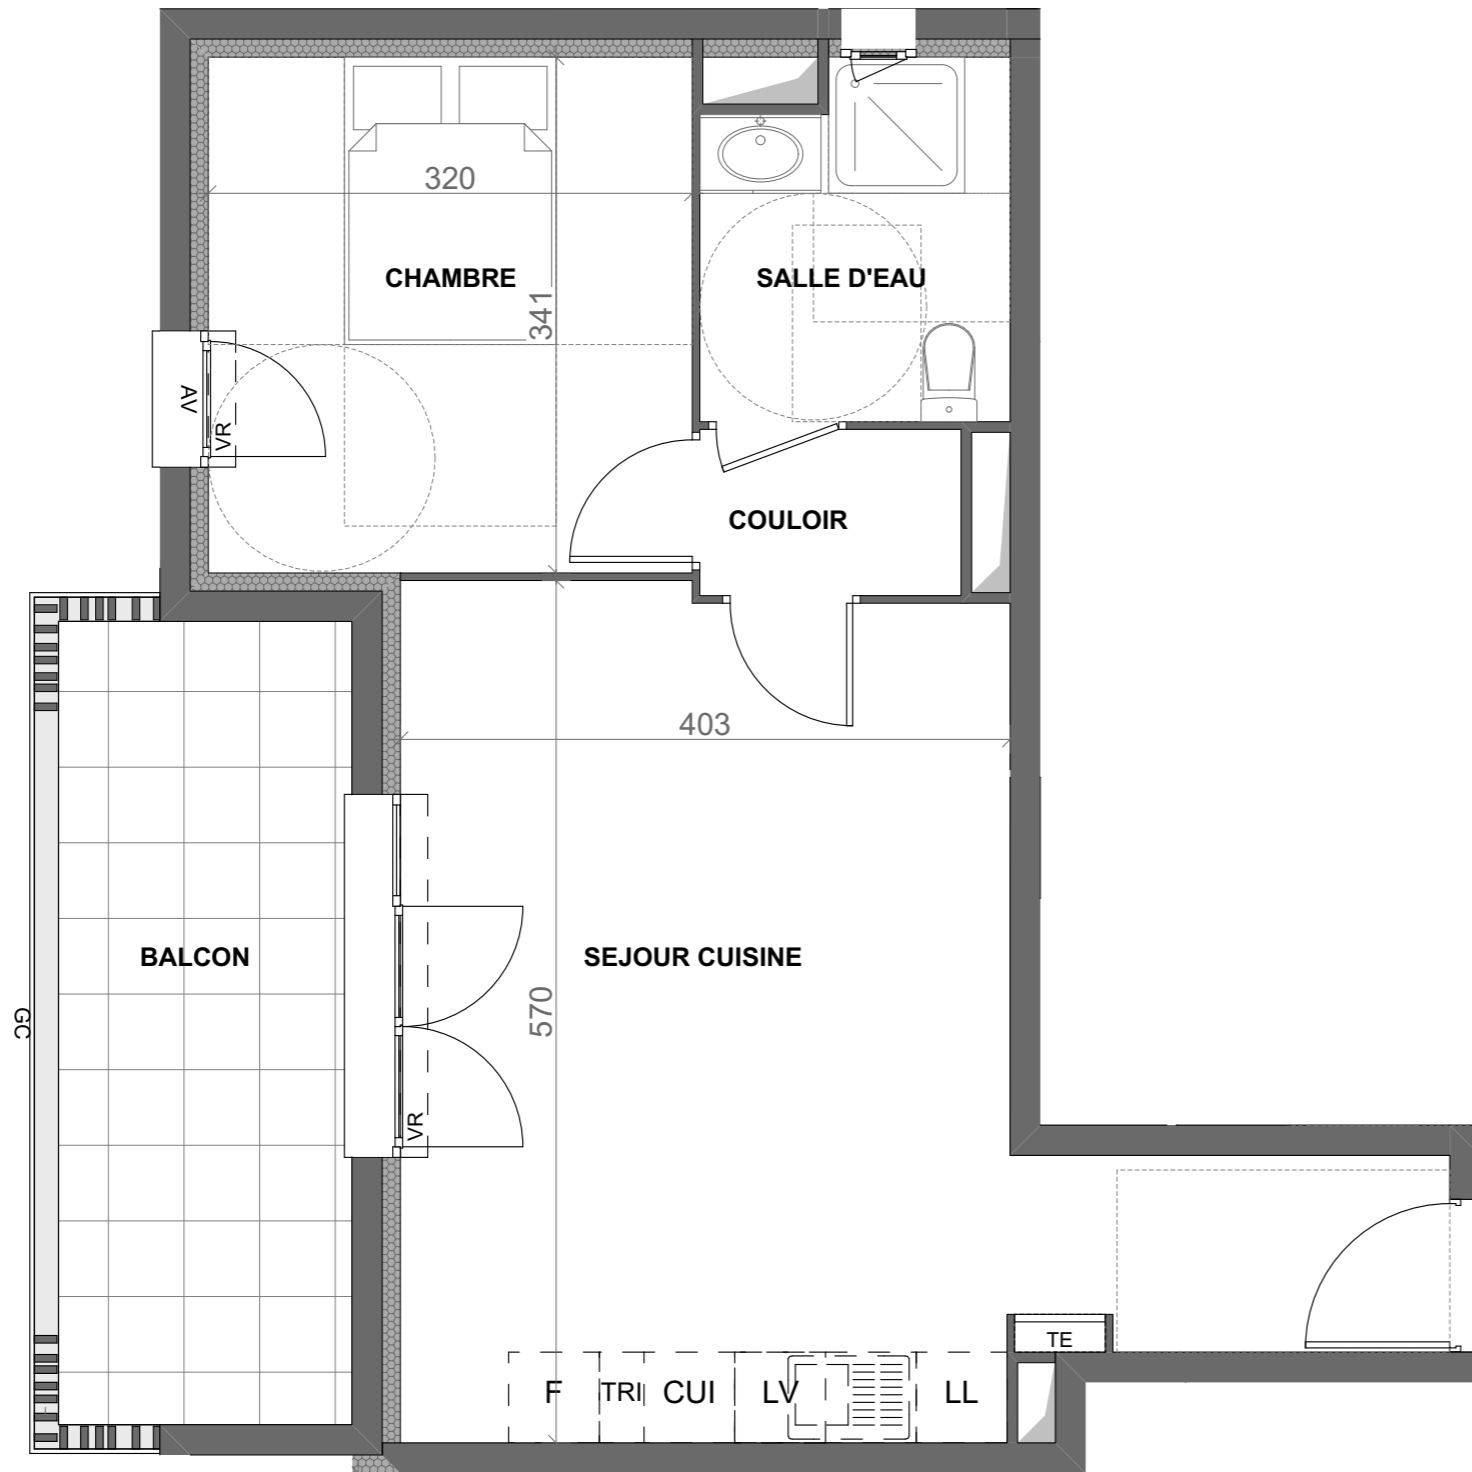 320
CHAMBRE
341
SALLE D'EAU
AV
VR
COULOIR
403
BALCON
SEJOUR CUISINE
GC
570
VR
TE
F
TRI
CUI
LV
LL